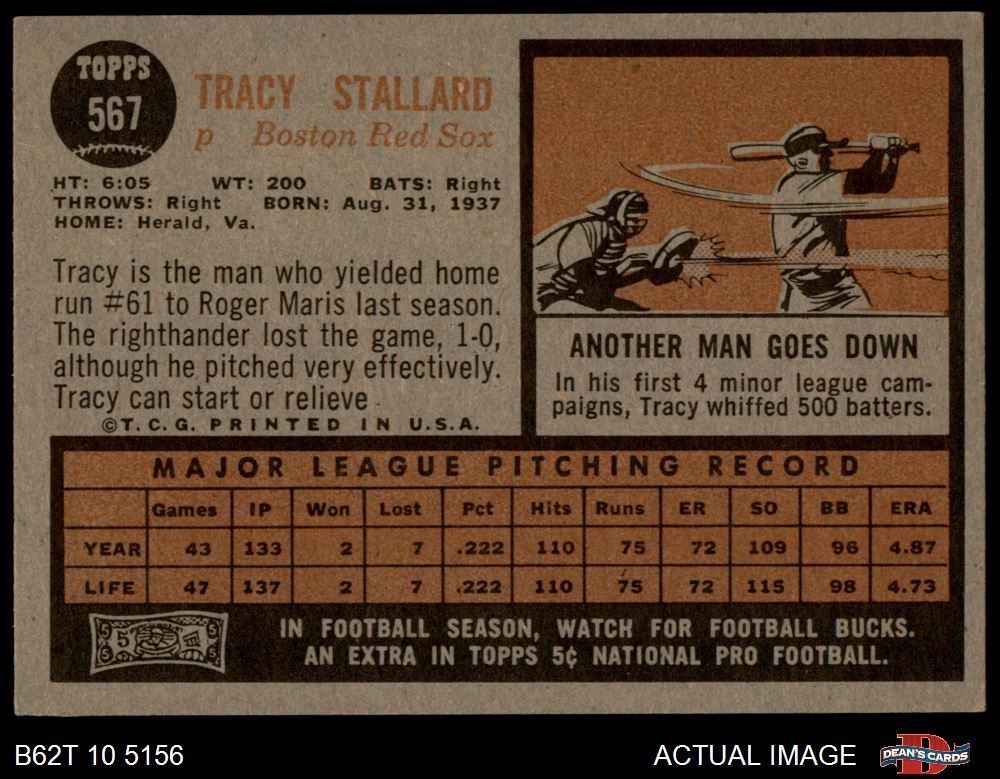 TOPPS
567
TRACY STALLARD
p Boston Red Sox
HT: 6:05 WT: 200 BATS: Right
THROWS: Right BORN: Aug. 31, 1937
HOME: Herald, Va.
Tracy is the man who yielded home
run #61 to Roger Maris last season.
The righthander lost the game, 1-0,
although he pitched very effectively.
Tracy can start or relieve.
©T. C. G. PRINTED IN U.S.A.
ANOTHER MAN GOES DOWN
In his first 4 minor league cam-
paigns, Tracy whiffed 500 batters.
MAJOR LEAGUE PITCHING RECORD
Games IP Won Lost Pct Hits Runs ER SO BB ERA
YEAR 43 133 2 7 .222 110 75 72 109 96 4.87
LIFE 47 137 2 7 .222 110 75 72 115 98 4.73
5 5 5 5 5
IN FOOTBALL SEASON, WATCH FOR FOOTBALL BUCKS.
AN EXTRA IN TOPPS 5¢ NATIONAL PRO FOOTBALL.
B62T 10 5156 ACTUAL IMAGE
DEAN'S CARDS